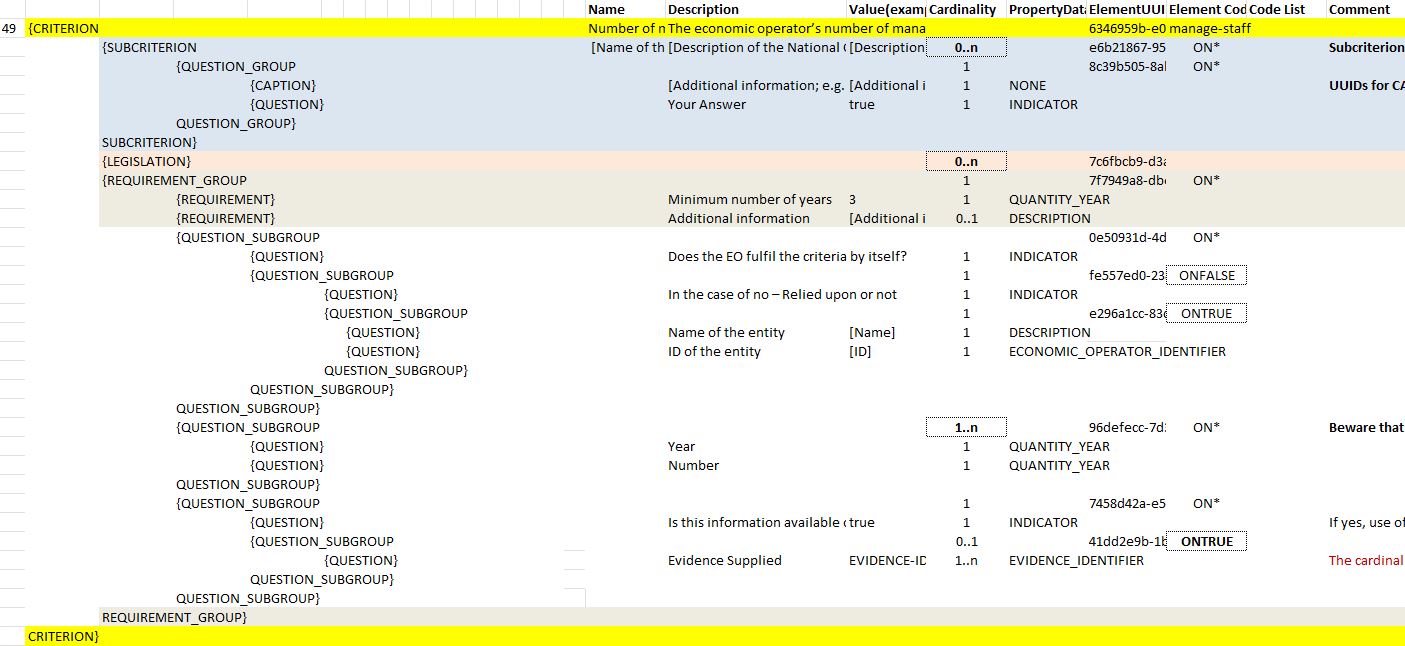 Name Description Value(exam Cardinality PropertyData ElementUUI Element Cod Code List Comment
49 {CRITERION Number of n The economic operator's number of mana 6346959b-e0 manage-staff
{SUBCRITERION [Name of th [Description of the National [Description 0..n e6b21867-95 ON* Subcriterion
{QUESTION_GROUP 1 8c39b505-8al ON*
{CAPTION} [Additional information; e.g. [Additional i 1 NONE UUIDs for CA
{QUESTION} Your Answer true 1 INDICATOR
QUESTION_GROUP}
SUBCRITERION}
{LEGISLATION} 0..n 7c6fbcb9-d3a
{REQUIREMENT_GROUP 1 7f7949a8-db ON*
{REQUIREMENT} Minimum number of years 3 1 QUANTITY_YEAR
{REQUIREMENT} Additional information [Additional i 0..1 DESCRIPTION
{QUESTION_SUBGROUP 0e50931d-4d ON*
{QUESTION} Does the EO fulfil the criteria by itself? 1 INDICATOR
{QUESTION_SUBGROUP 1 fe557ed0-23 ONFALSE
{QUESTION} In the case of no – Relied upon or not 1 INDICATOR
{QUESTION_SUBGROUP 1 e296a1cc-83 ONTRUE
{QUESTION} Name of the entity [Name] 1 DESCRIPTION
{QUESTION} ID of the entity [ID] 1 ECONOMIC_OPERATOR_IDENTIFIER
QUESTION_SUBGROUP}
QUESTION_SUBGROUP}
QUESTION_SUBGROUP}
{QUESTION_SUBGROUP 1..n 96defecc-7d ON* Beware that
{QUESTION} Year 1 QUANTITY_YEAR
{QUESTION} Number 1 QUANTITY_YEAR
QUESTION_SUBGROUP}
{QUESTION_SUBGROUP 1 7458d42a-e5 ON*
{QUESTION} Is this information available true 1 INDICATOR If yes, use of
{QUESTION_SUBGROUP 0..1 41dd2e9b-1b ONTRUE
{QUESTION} Evidence Supplied EVIDENCE-ID 1..n EVIDENCE_IDENTIFIER The cardinal
QUESTION_SUBGROUP}
QUESTION_SUBGROUP}
REQUIREMENT_GROUP}
CRITERION}